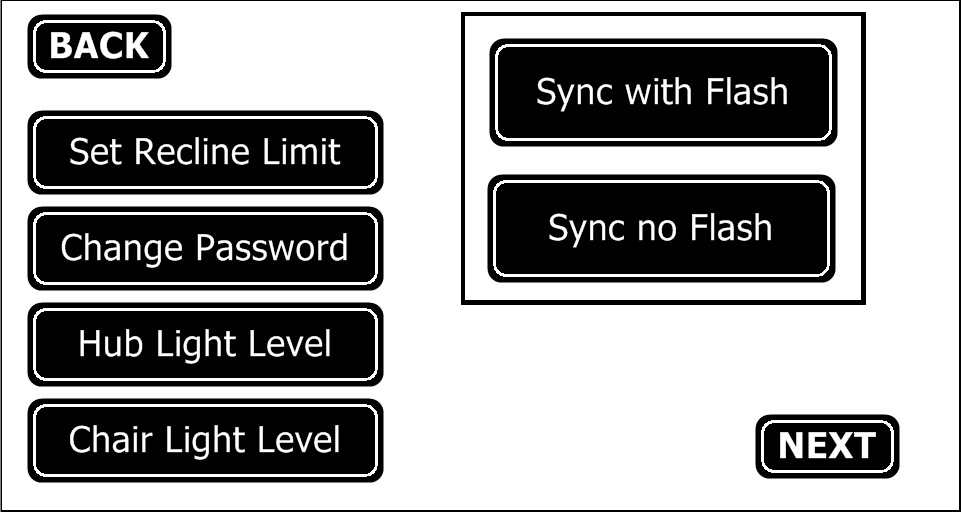 BACK
Set Recline Limit
Change Password
Hub Light Level
Chair Light Level
Sync with Flash
Sync no Flash
NEXT